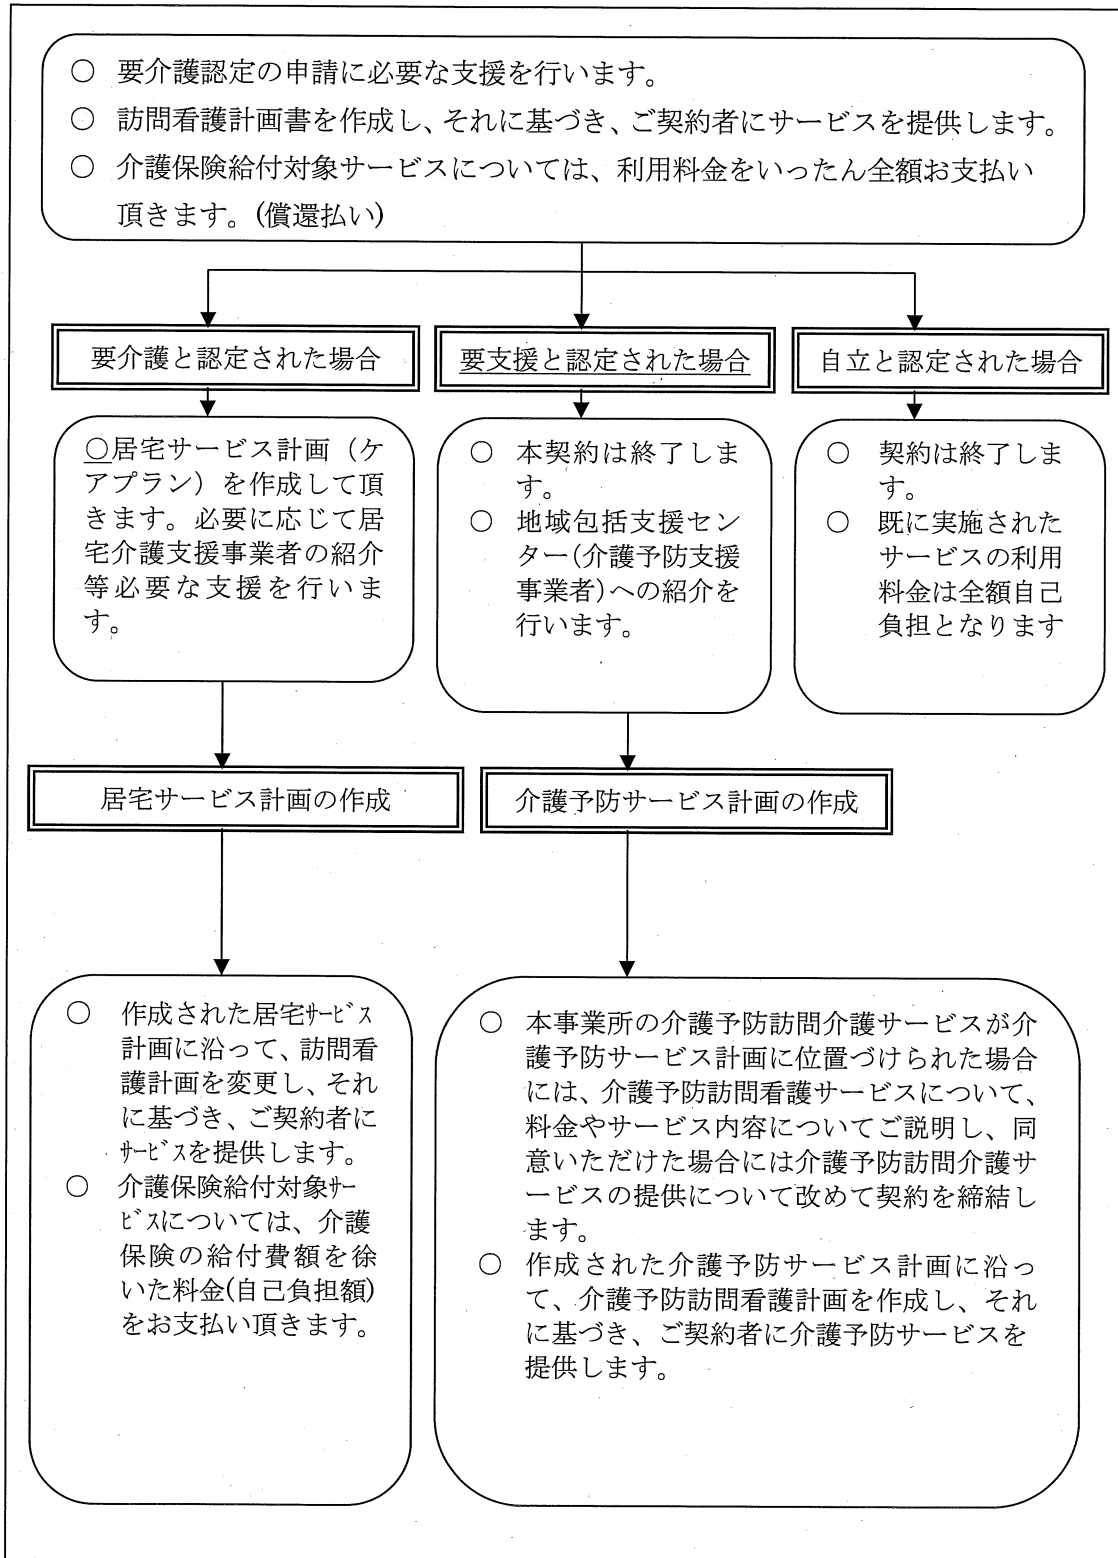 ○ 要介護認定の申請に必要な支援を行います。
○ 訪問看護計画書を作成し、それに基づき、ご契約者にサービスを提供します。
○ 介護保険給付対象サービスについては、利用料金をいったん全額お支払い
頂きます。(償還払い)
要介護と認定された場合
要支援と認定された場合
自立と認定された場合
○居宅サービス計画（ケ
アプラン）を作成して頂
きます。必要に応じて居
宅介護支援事業者の紹介
等必要な支援を行いま
す。
○ 本契約は終了しま
す。
○ 地域包括支援セン
ター(介護予防支援
事業者)への紹介を
行います。
○ 契約は終了しま
す。
○ 既に実施された
サービスの利用
料金は全額自己
負担となります
居宅サービス計画の作成
介護予防サービス計画の作成
○ 作成された居宅ｻｰﾋﾞｽ
計画に沿って、訪問看
護計画を変更し、それ
に基づき、ご契約者に
ｻｰﾋﾞｽを提供します。
○ 介護保険給付対象ｻｰ
ﾋﾞｽについては、介護
保険の給付費額を徐
いた料金(自己負担額)
をお支払い頂きます。
○ 本事業所の介護予防訪問介護サービスが介
護予防サービス計画に位置づけられた場合
には、介護予防訪問看護サービスについて、
料金やサービス内容についてご説明し、同
意いただけた場合には介護予防訪問介護サ
ービスの提供について改めて契約を締結し
ます。
○ 作成された介護予防サービス計画に沿っ
て、介護予防訪問看護計画を作成し、それ
に基づき、ご契約者に介護予防サービスを
提供します。